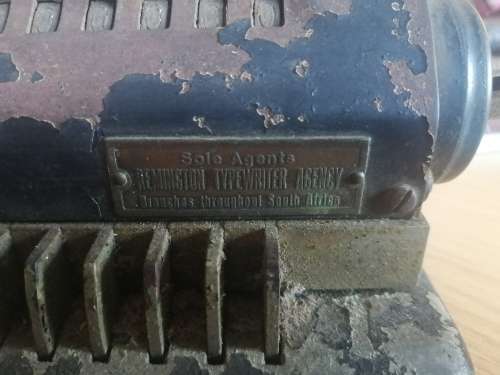 Sole Agents
REMINGTON TYPEWRITER AGENCY
Branches throughout South Africa